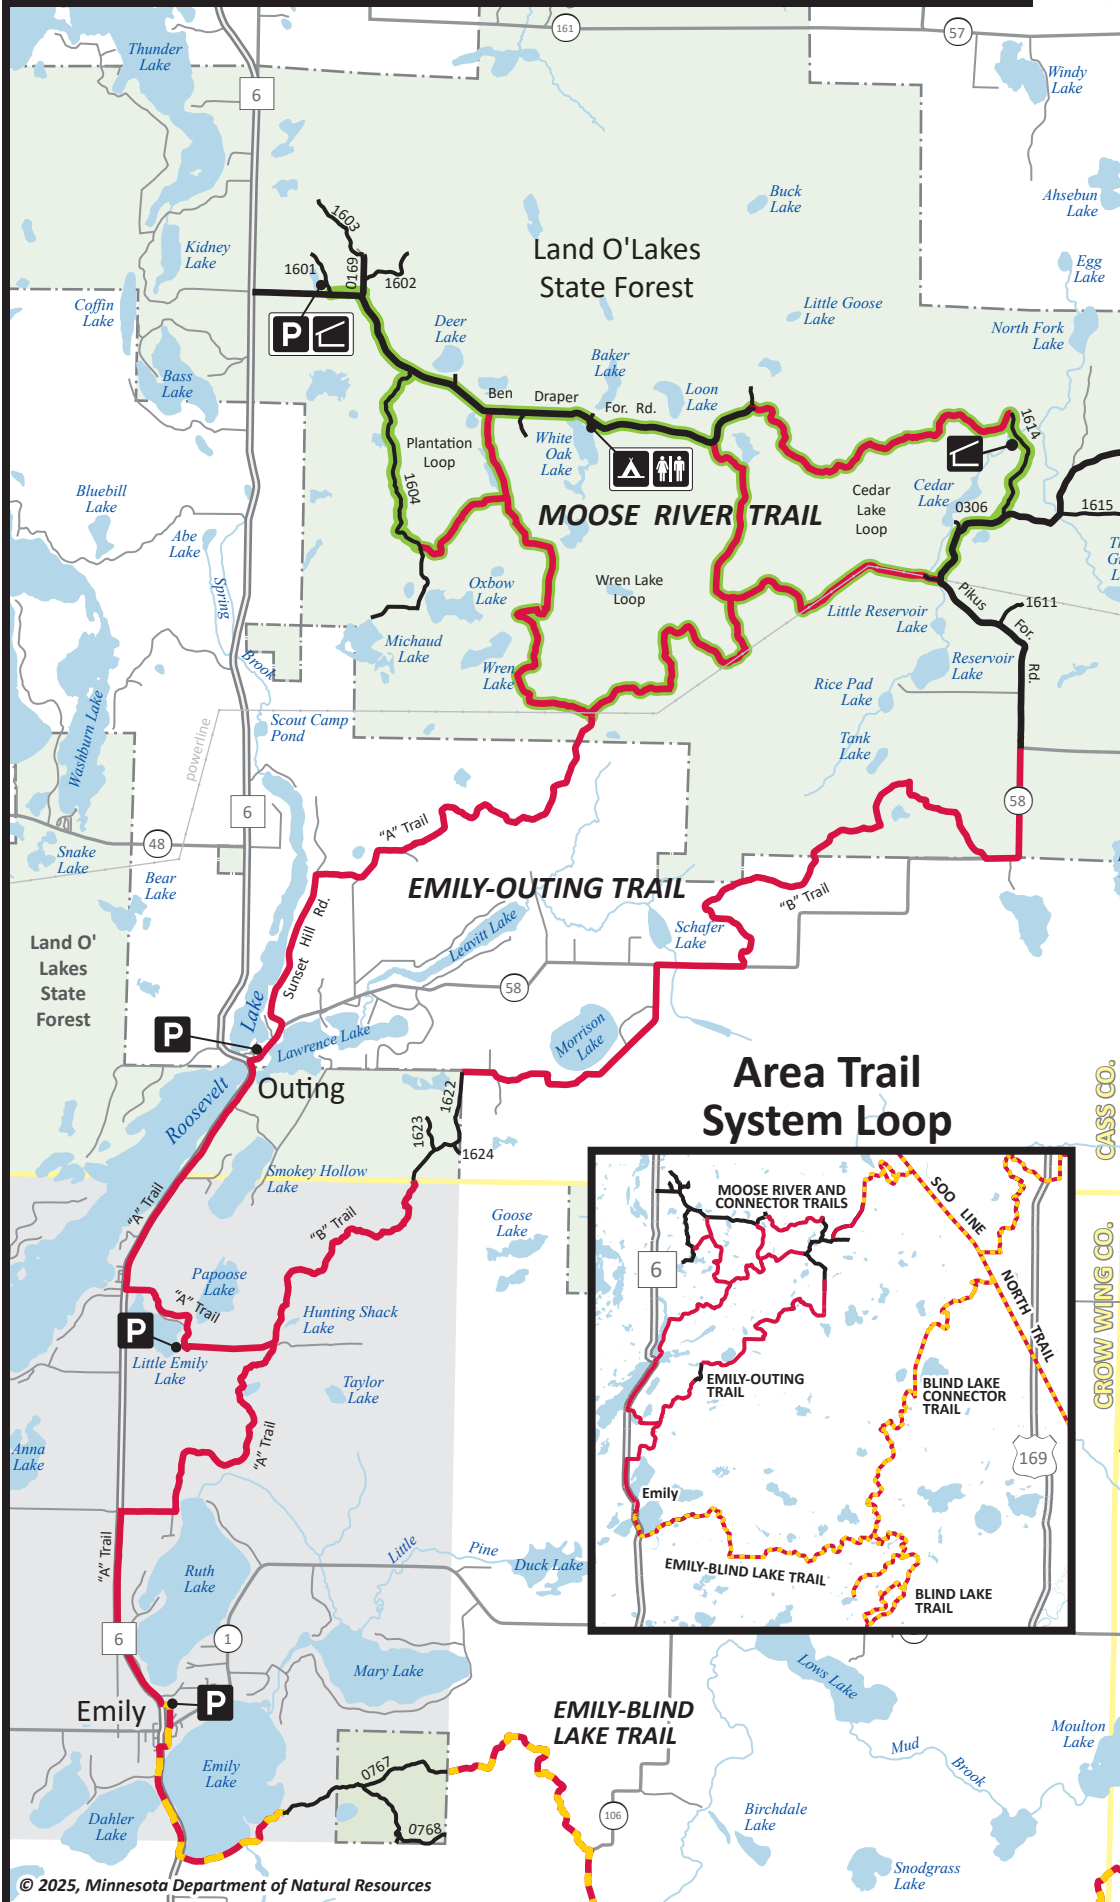 161
57
Thunder
Lake
Windy
Lake
6
Ahsebun
Lake
Buck
Lake
1603
Kidney
Lake
Land O'Lakes
State Forest
1601
0169
1602
Egg
Lake
Coffin
Lake
Little Goose
Lake
North Fork
Lake
P
Deer
Lake
Baker
Lake
Bass
Lake
Loon
Lake
Ben Draper For. Rd.
1614
Plantation
Loop
White
Oak
Lake
1604
Cedar
Lake
Cedar
Lake
Loop
Bluebill
Lake
0306
1615
MOOSE RIVER TRAIL
Abe
Lake
Spring
Brook
Oxbow
Lake
Wren Lake
Loop
Pikus For. Rd.
1611
Little Reservoir
Lake
Michaud
Lake
Wren
Lake
Reservoir
Lake
Rice Pad
Lake
Washburn Lake
Scout Camp
Pond
powerline
Tank
Lake
6
58
"A" Trail
48
Snake
Lake
Bear
Lake
EMILY-OUTING TRAIL
"B" Trail
Sunset Hill Rd.
Leavitt Lake
Schafer
Lake
Land O'
Lakes
State
Forest
58
P
Lake
Lawrence Lake
Morrison
Lake
Outing
Roosevelt
1622
1623
1624
Area Trail
System Loop
CASS CO.
CROW WING CO.
Smokey Hollow
Lake
"A" Trail
"B" Trail
Goose
Lake
Papoose
Lake
"A" Trail
P
Hunting Shack
Lake
Little Emily
Lake
Taylor
Lake
Anna
Lake
"A" Trail
MOOSE RIVER AND
CONNECTOR TRAILS
SOO LINE
NORTH TRAIL
6
EMILY-OUTING
TRAIL
BLIND LAKE
CONNECTOR
TRAIL
169
Emily
EMILY-BLIND LAKE TRAIL
BLIND LAKE
TRAIL
"A" Trail
Little Pine
Duck Lake
Ruth
Lake
6
1
Mary Lake
Lows Lake
Emily
P
EMILY-BLIND
LAKE TRAIL
Moulton
Lake
Mud Brook
Emily
Lake
0767
0768
106
Dahler
Lake
Birchdale
Lake
Snodgrass
Lake
© 2025, Minnesota Department of Natural Resources